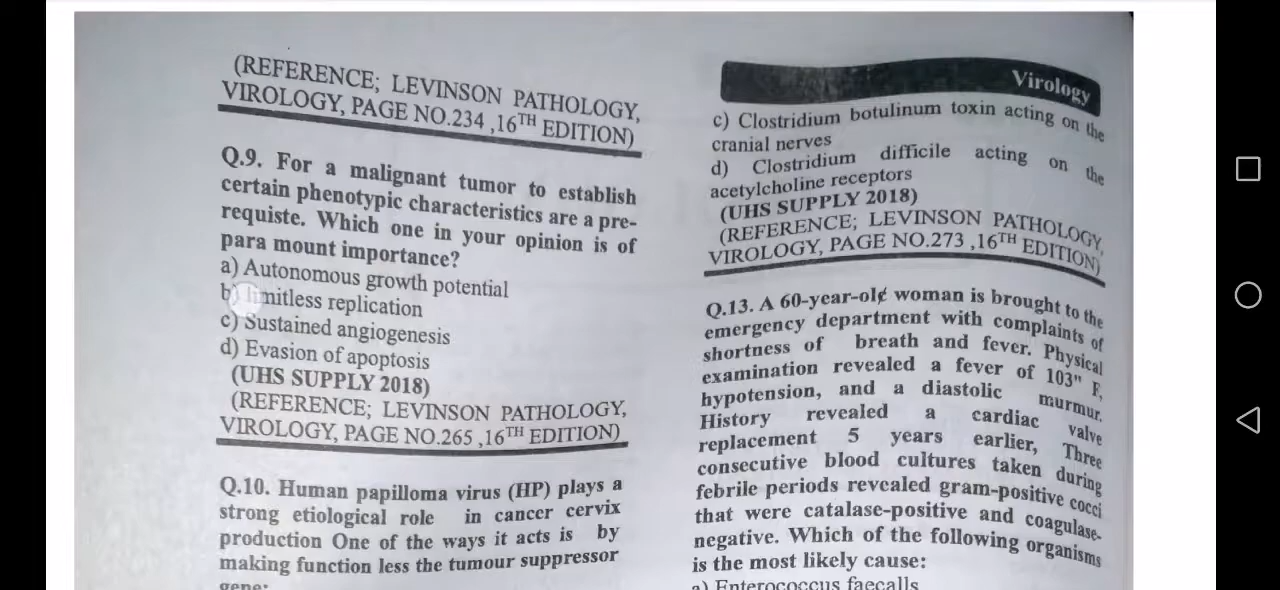 (REFERENCE; LEVINSON PATHOLOGY,
VIROLOGY, PAGE NO.234 ,16TH EDITION)
Q.9. For a malignant tumor to establish
certain phenotypic characteristics are a pre-
requiste. Which one in your opinion is of
para mount importance?
a) Autonomous growth potential
b) limitless replication
c) Sustained angiogenesis
d) Evasion of apoptosis
(UHS SUPPLY 2018)
(REFERENCE; LEVINSON PATHOLOGY,
VIROLOGY, PAGE NO.265 ,16TH EDITION)
Q.10. Human papilloma virus (HP) plays a
strong etiological role in cancer cervix
production One of the ways it acts is by
making function less the tumour suppressor
gene:
Virology
c) Clostridium botulinum toxin acting on the
cranial nerves
d) Clostridium difficile acting on the
acetylcholine receptors
(UHS SUPPLY 2018)
(REFERENCE; LEVINSON PATHOLOGY,
VIROLOGY, PAGE NO.273 ,16TH EDITION)
Q.13. A 60-year-old woman is brought to the
emergency department with complaints of
shortness of breath and fever. Physical
examination revealed a fever of 103" F,
hypotension, and a diastolic murmur.
History revealed a cardiac valve
replacement 5 years earlier, Three
consecutive blood cultures taken during
febrile periods revealed gram-positive cocci
that were catalase-positive and coagulase-
negative. Which of the following organisms
is the most likely cause:
a) Enterococcus faecalls